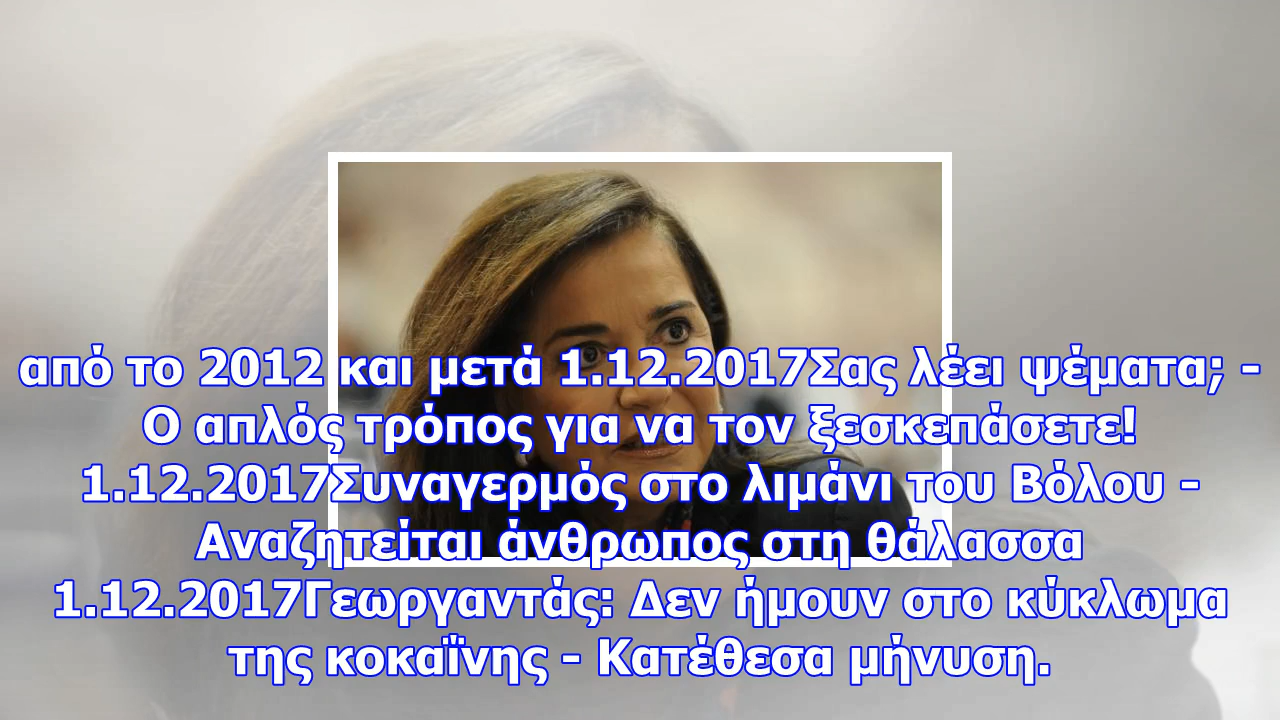 από το 2012 και μετά 1.12.2017Σας λέει ψέματα; -
Ο απλός τρόπος για να τον ξεσκεπάσετε!
1.12.2017Συναγερμός στο λιμάνι του Βόλου -
Αναζητείται άνθρωπος στη θάλασσα
1.12.2017Γεωργαντάς: Δεν ήμουν στο κύκλωμα
της κοκαΐνης - Κατέθεσα μήνυση.